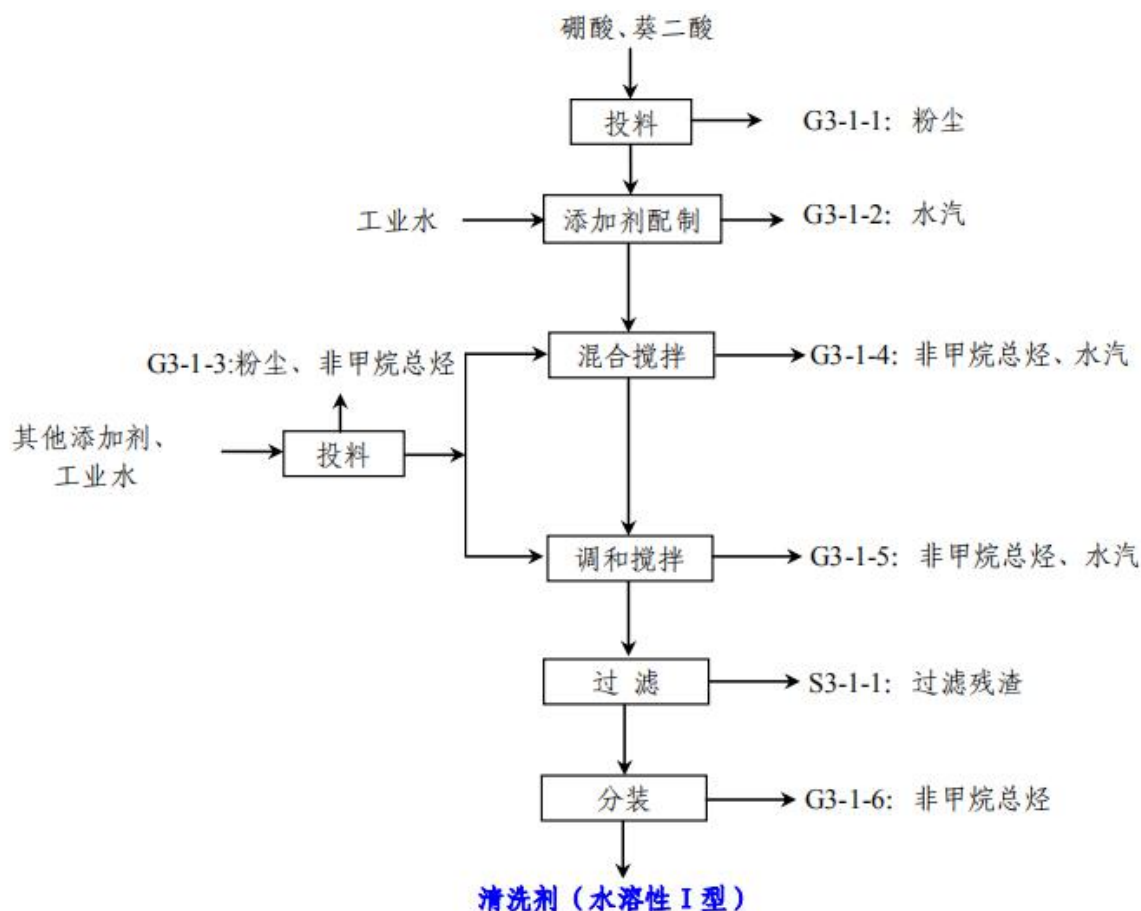 硼酸、葵二酸
投料
G3-1-1: 粉尘
工业水
添加剂配制
G3-1-2: 水汽
G3-1-3:粉尘、非甲烷总烃
混合搅拌
G3-1-4: 非甲烷总烃、水汽
其他添加剂、
工业水
投料
调和搅拌
G3-1-5: 非甲烷总烃、水汽
过 滤
S3-1-1: 过滤残渣
分装
G3-1-6: 非甲烷总烃
清洗剂（水溶性 I 型）